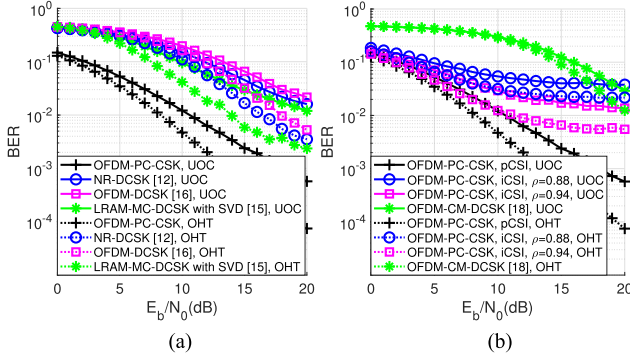 10^0
10^-1
10^-2
10^-3
10^-4
BER
OFDM-PC-CSK, UOC
NR-DCSK [12], UOC
OFDM-DCSK [16], UOC
LRAM-MC-DCSK with SVD [15], UOC
OFDM-PC-CSK, OHT
NR-DCSK [12], OHT
OFDM-DCSK [16], OHT
LRAM-MC-DCSK with SVD [15], OHT
0 5 10 15 20
E_b/N_0(dB)
(a)
10^0
10^-1
10^-2
10^-3
10^-4
BER
OFDM-PC-CSK, pCSI, UOC
OFDM-PC-CSK, iCSI, ρ=0.88, UOC
OFDM-PC-CSK, iCSI, ρ=0.94, UOC
OFDM-CM-DCSK [18], UOC
OFDM-PC-CSK, pCSI, OHT
OFDM-PC-CSK, iCSI, ρ=0.88, OHT
OFDM-PC-CSK, iCSI, ρ=0.94, OHT
OFDM-CM-DCSK [18], OHT
0 5 10 15 20
E_b/N_0(dB)
(b)